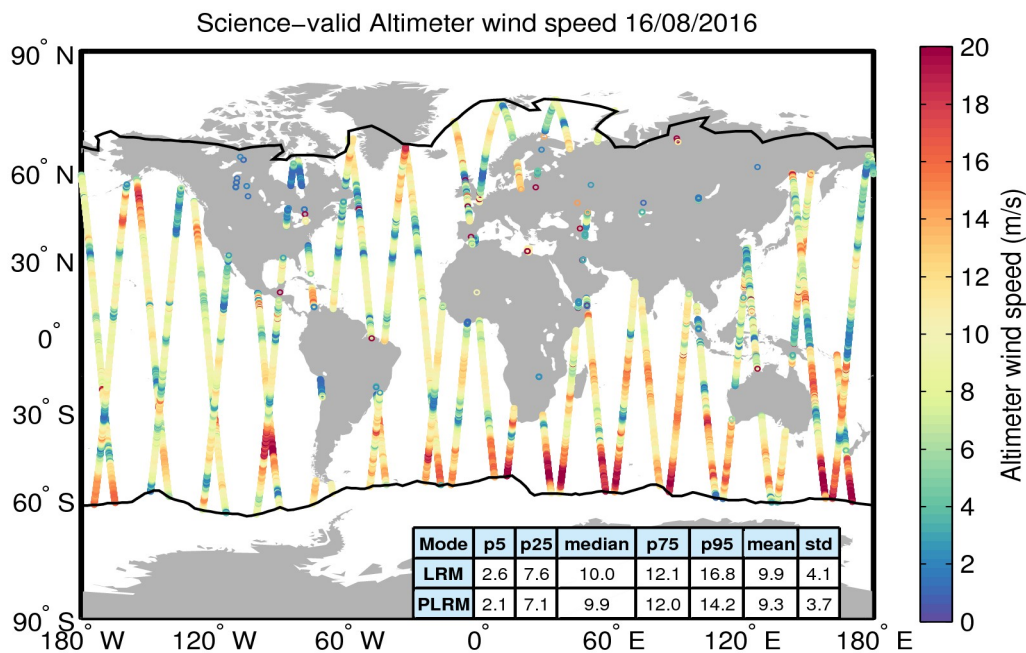 Science−valid Altimeter wind speed 16/08/2016
90° N
60° N
30° N
0°
30° S
60° S
90° S
180° W
120° W
60° W
0°
60° E
120° E
180° E
Mode p5 p25 median p75 p95 mean std
LRM 2.6 7.6 10.0 12.1 16.8 9.9 4.1
PLRM 2.1 7.1 9.9 12.0 14.2 9.3 3.7
20
18
16
14
12
10
8
6
4
2
0
Altimeter wind speed (m/s)